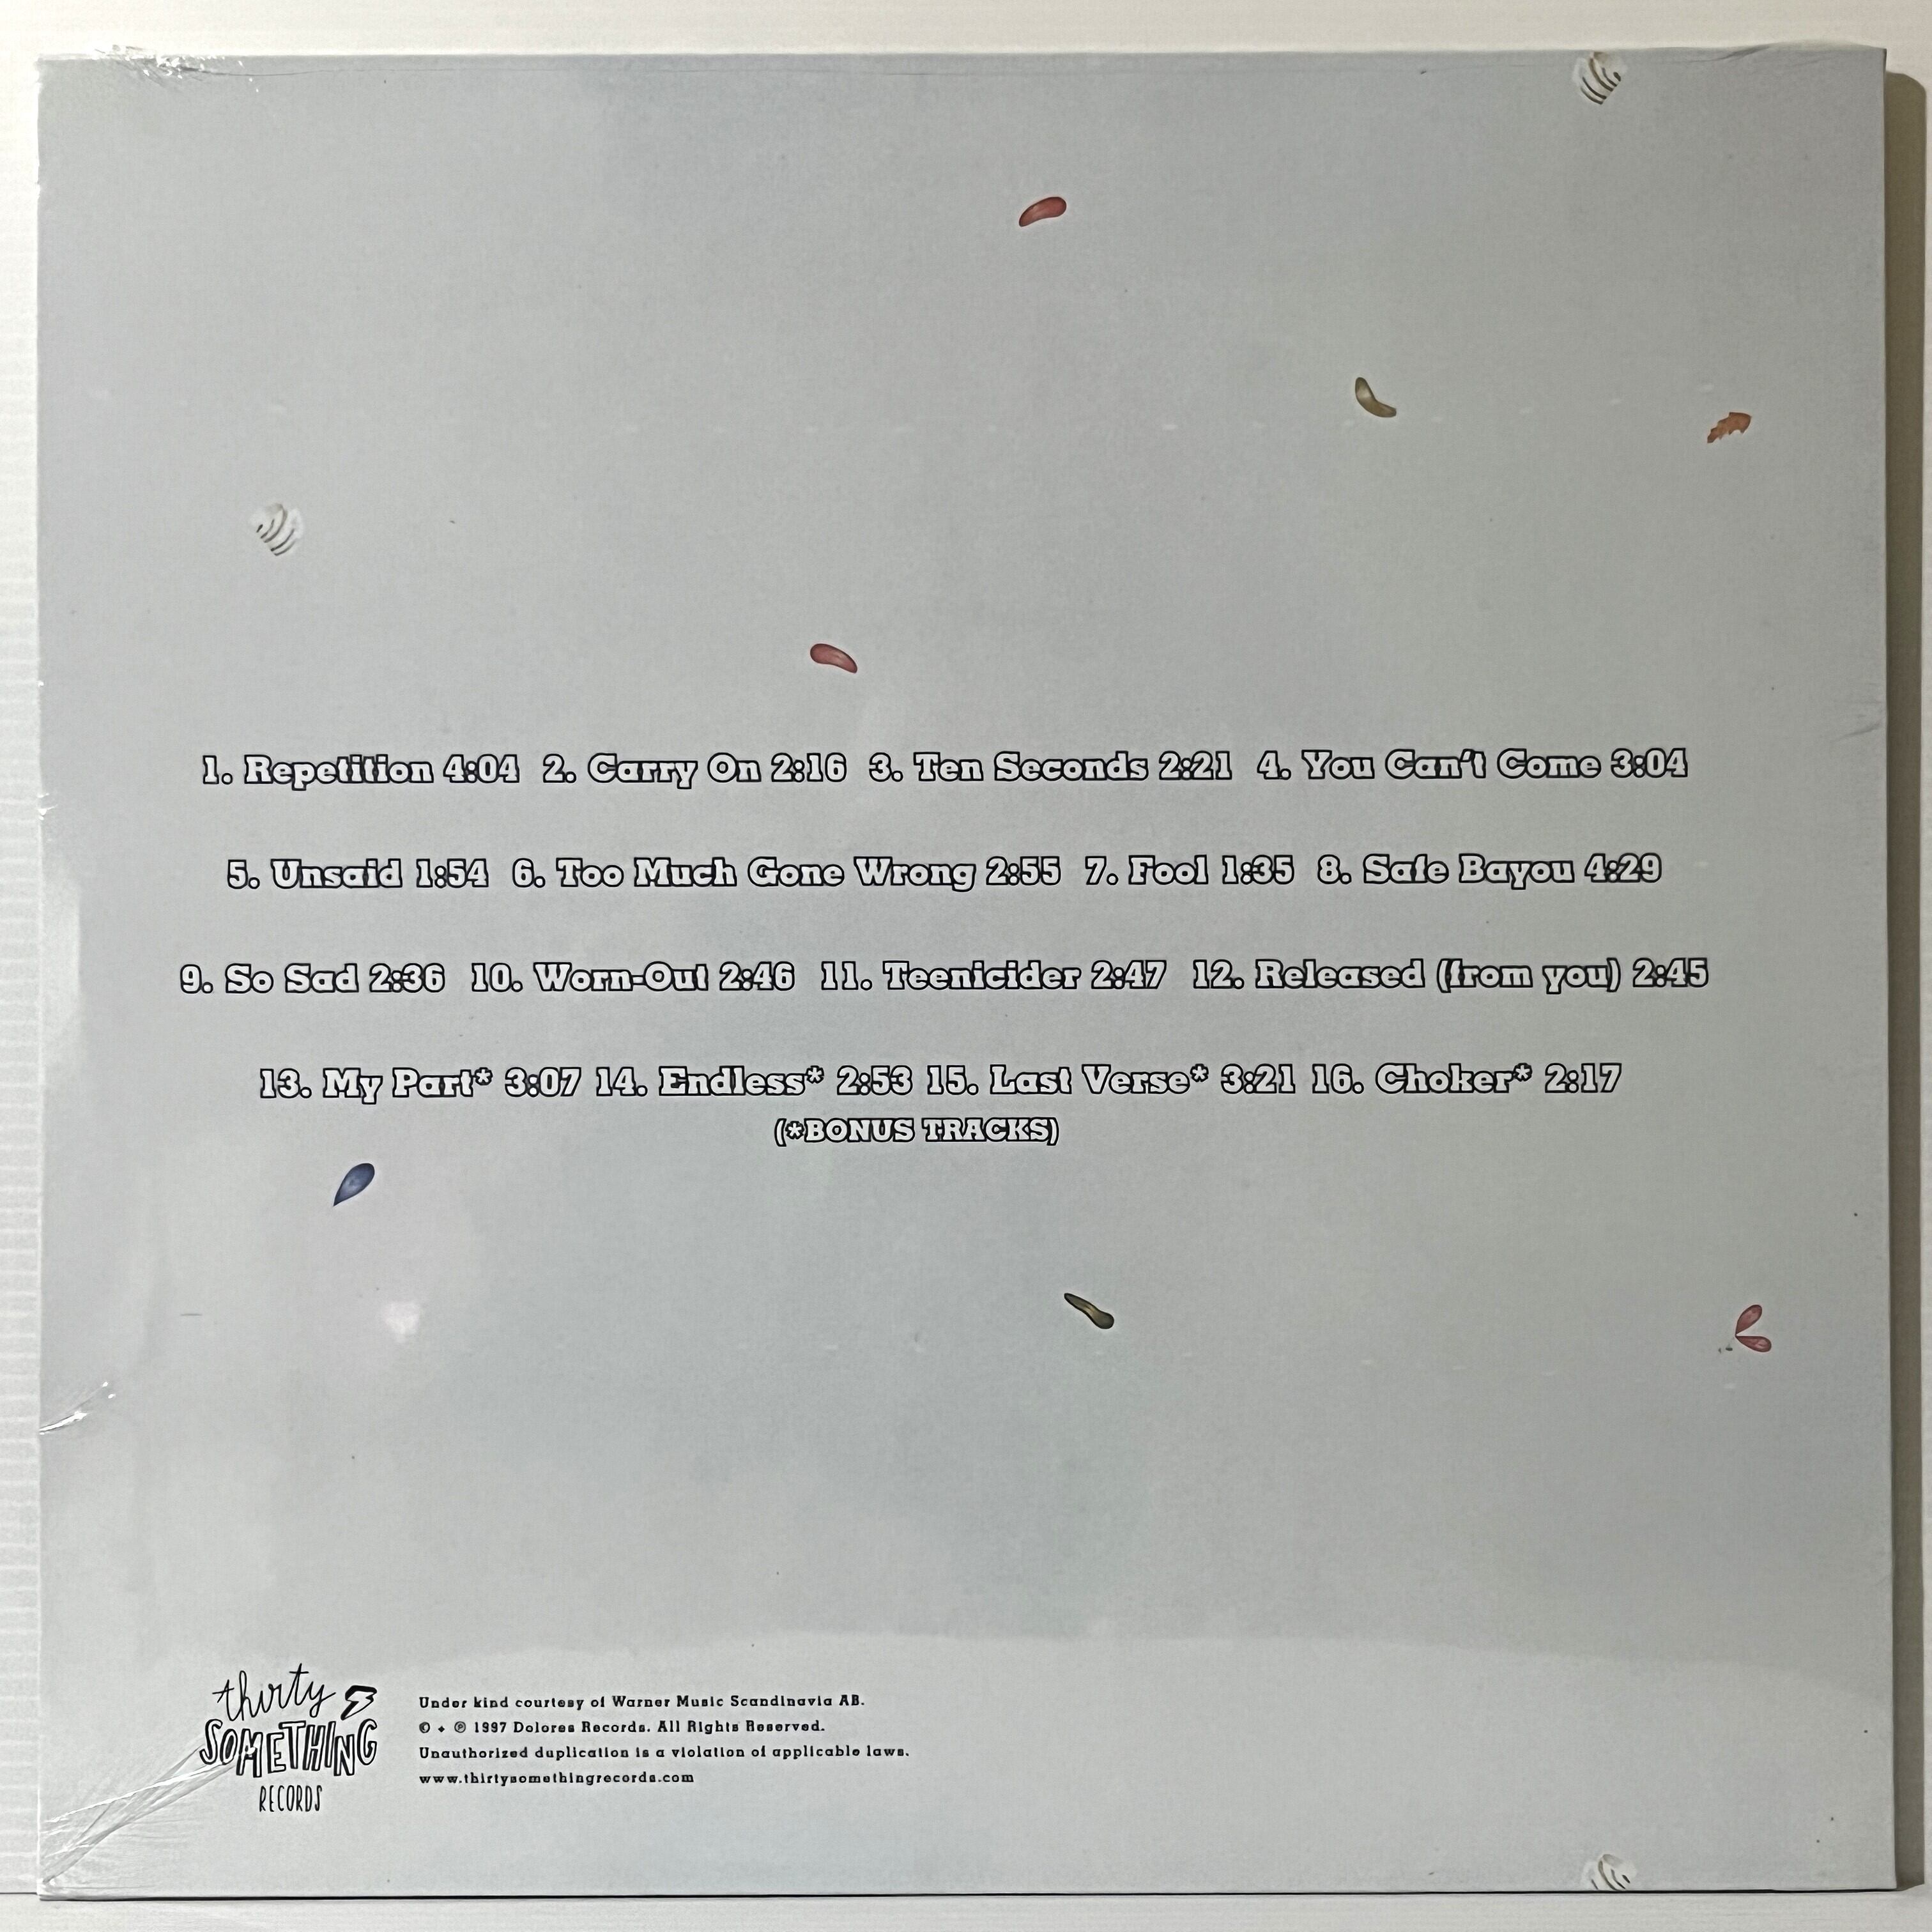 1. Repetition 4:04 2. Carry On 2:16 3. Ten Seconds 2:21 4. You Can't Come 3:04
5. Unsaid 1:54 6. Too Much Gone Wrong 2:55 7. Fool 1:35 8. Safe Bayou 4:29
9. So Sad 2:36 10. Worn-Out 2:46 11. Teenicider 2:47 12. Released (from you) 2:45
13. My Part* 3:07 14. Endless* 2:53 15. Last Verse* 3:21 16. Choker* 2:17
(*BONUS TRACKS)
thirty
SOMETHING
RECORDS
Under kind courtesy of Warner Music Scandinavia AB.
© + ℗ 1997 Dolores Records. All Rights Reserved.
Unauthorized duplication is a violation of applicable laws.
www.thirtysomethingrecords.com